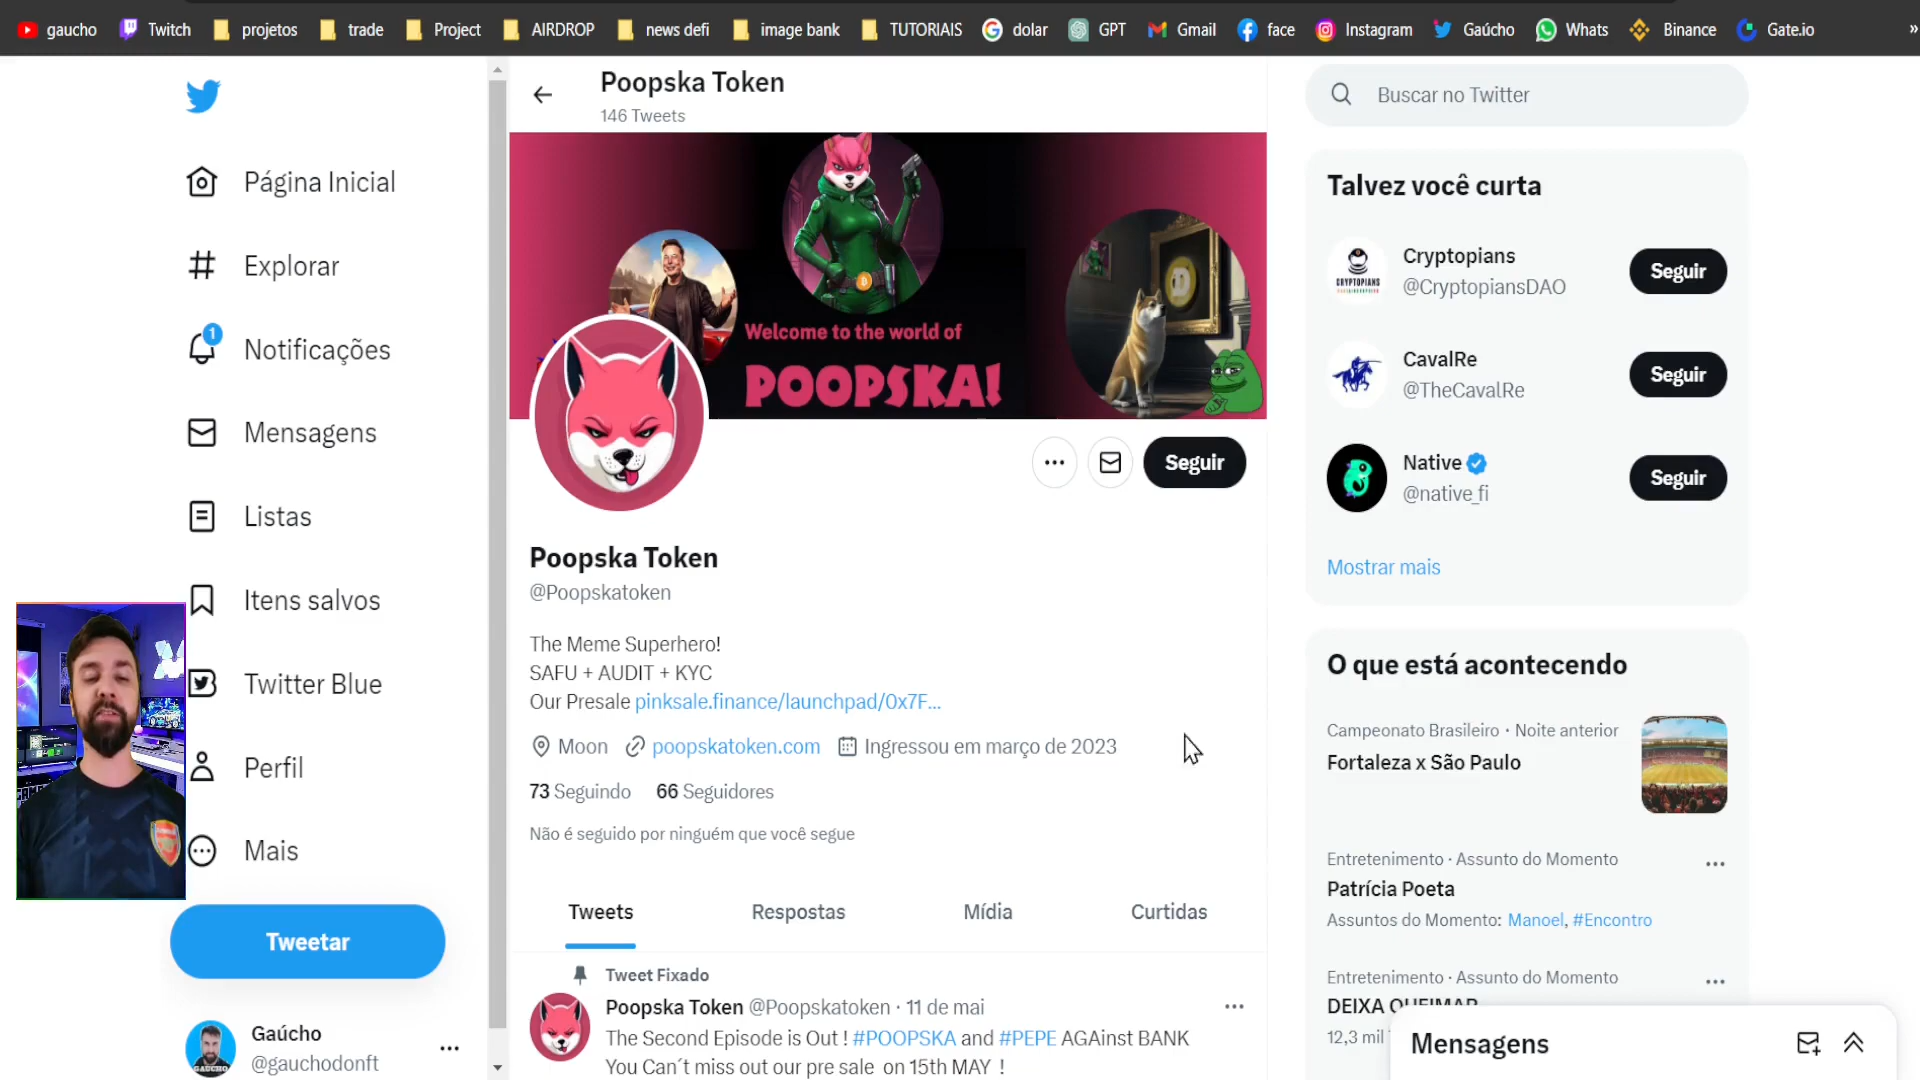 gaucho
Twitch
projetos
trade
Project
AIRDROP
news defi
image bank
TUTORIAIS
dolar
GPT
Gmail
face
Instagram
Gaúcho
Whats
Binance
Gate.io
»
Página Inicial
Explorar
1
Notificações
Mensagens
Listas
Itens salvos
Twitter Blue
Perfil
Mais
Tweetar
Gaúcho
@gauchodonft
GAUCHO
Poopska Token
146 Tweets
Welcome to the world of
POOPSKA!
Seguir
Poopska Token
@Poopskatoken
The Meme Superhero!
SAFU + AUDIT + KYC
Our Presale pinksale.finance/launchpad/0x7F...
Moon poopskatoken.com Ingressou em março de 2023
73 Seguindo 66 Seguidores
Não é seguido por ninguém que você segue
Tweets Respostas Mídia Curtidas
Tweet Fixado
Poopska Token @Poopskatoken · 11 de mai
The Second Episode is Out ! #POOPSKA and #PEPE AGAinst BANK
You Can´t miss out our pre sale on 15th MAY !
Buscar no Twitter
Talvez você curta
CRYPTOPIANS
Cryptopians
@CryptopiansDAO
Seguir
CavalRe
@TheCavalRe
Seguir
Native
@native_fi
Seguir
Mostrar mais
O que está acontecendo
Campeonato Brasileiro · Noite anterior
Fortaleza x São Paulo
Entretenimento · Assunto do Momento
Patrícia Poeta
Assuntos do Momento: Manoel, #Encontro
Entretenimento · Assunto do Momento
DEIXA QUEIMAR
12,3 mil
Mensagens